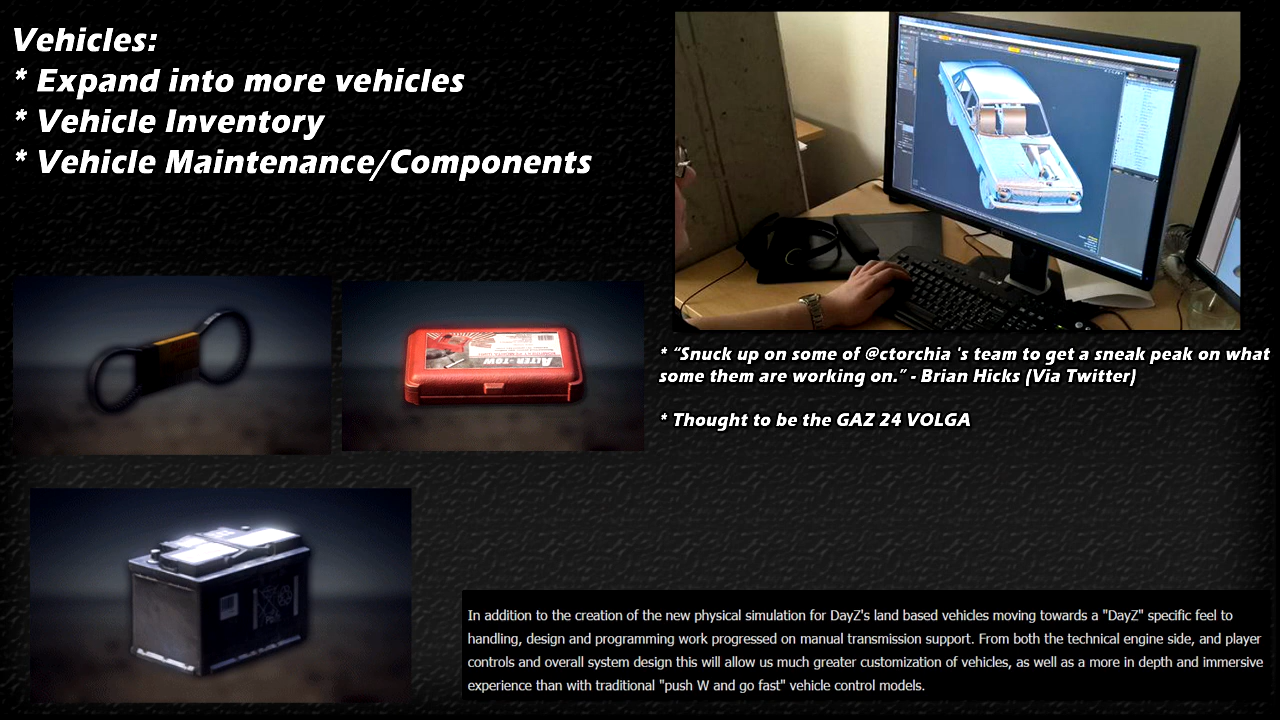 Vehicles:
* Expand into more vehicles
* Vehicle Inventory
* Vehicle Maintenance/Components
* “Snuck up on some of @ctorchia 's team to get a sneak peak on what
some them are working on.” - Brian Hicks (Via Twitter)
* Thought to be the GAZ 24 VOLGA
In addition to the creation of the new physical simulation for DayZ's land based vehicles moving towards a "DayZ" specific feel to
handling, design and programming work progressed on manual transmission support. From both the technical engine side, and player
controls and overall system design this will allow us much greater customization of vehicles, as well as a more in depth and immersive
experience than with traditional "push W and go fast" vehicle control models.